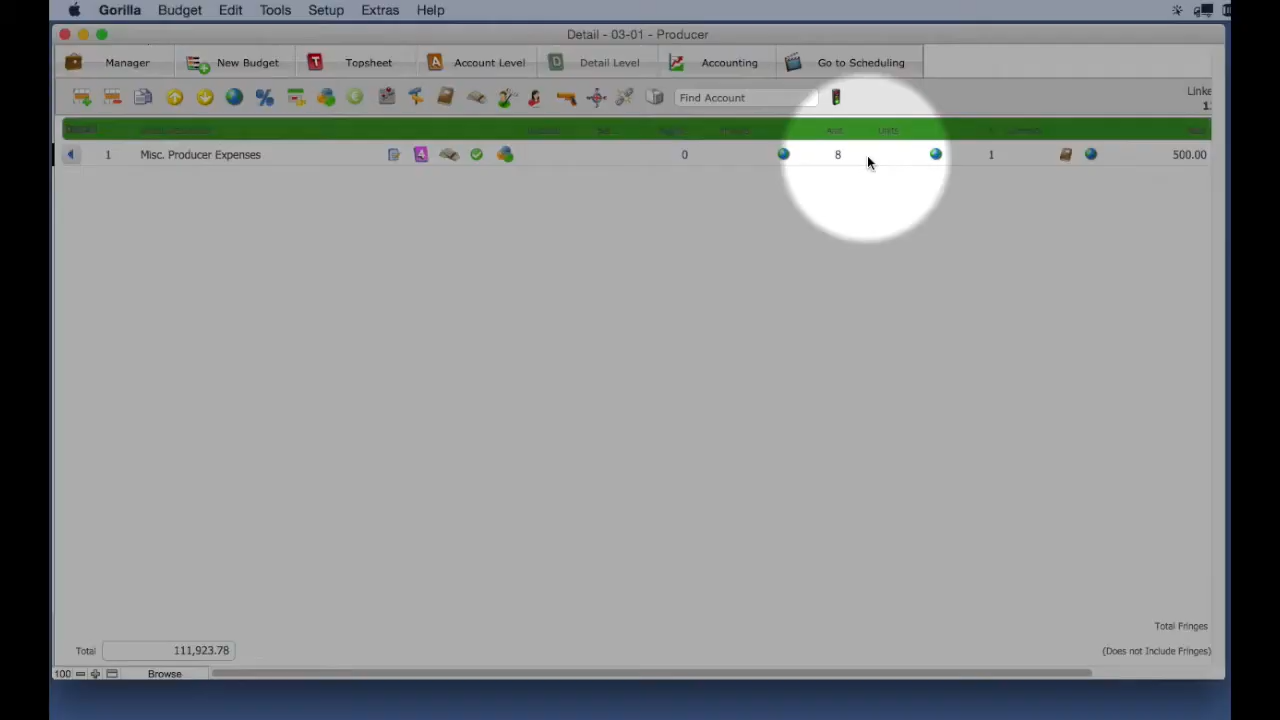 Gorilla Budget Edit Tools Setup Extras Help
Detail - 03-01 - Producer
Manager New Budget T Topsheet A Account Level D Detail Level Accounting Go to Scheduling
Find Account
Linke
Units
1 Misc. Producer Expenses A 0 8 1 500.00
Total Fringes
Total 111,923.78 (Does not Include Fringes)
100 Browse